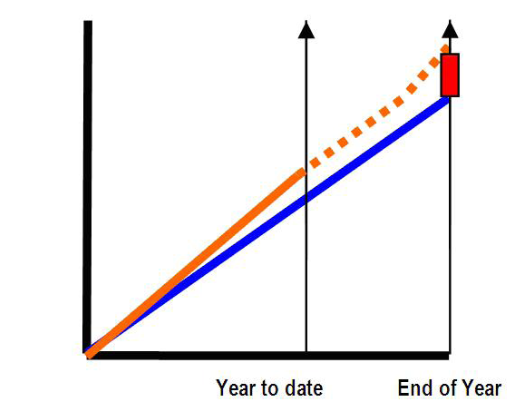 Year to date
End of Year